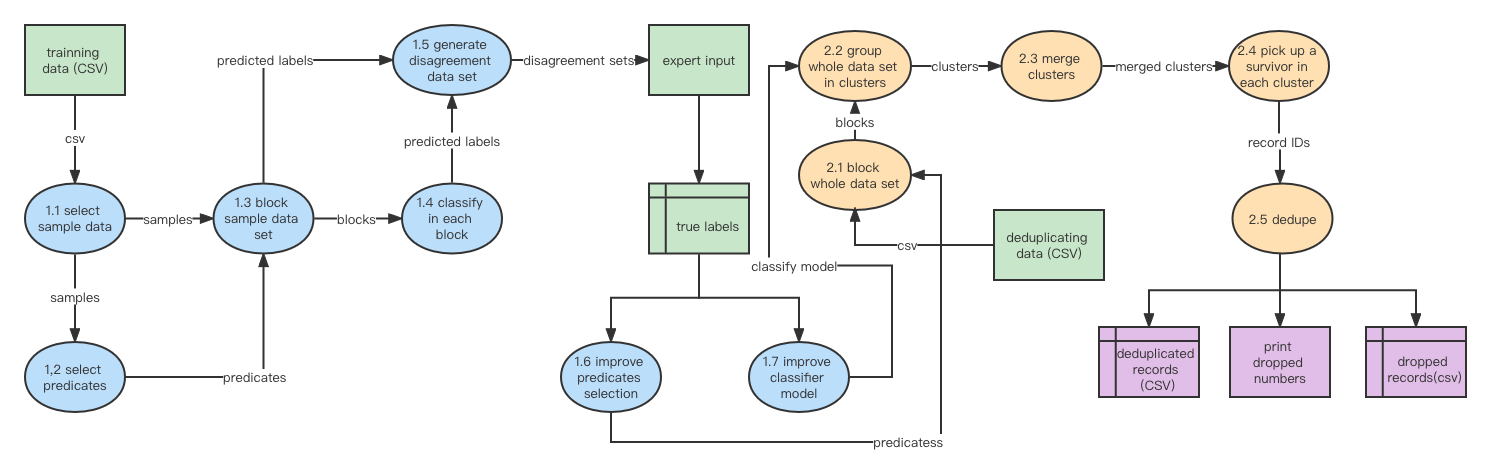 trainning
data (CSV)
csv
1.1 select
sample data
samples
samples
1,2 select
predicates
predicates
1.3 block
sample data
set
predicted labels
blocks
1.4 classify
in each
block
predicted labels
1.5 generate
disagreement
data set
disagreement sets
expert input
true labels
1.6 improve
predicates
selection
predicatess
1.7 improve
classifier
model
classify model
deduplicating
data (CSV)
csv
2.1 block
whole data set
blocks
2.2 group
whole data set
in clusters
clusters
2.3 merge
clusters
merged clusters
2.4 pick up a
survivor in
each cluster
record IDs
2.5 dedupe
deduplicated
records
(CSV)
print
dropped
numbers
dropped
records(csv)